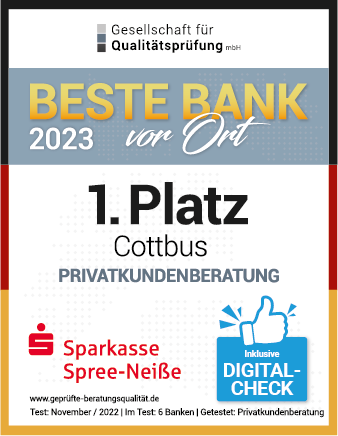 Gesellschaft für
Qualitätsprüfung mbH
BESTE BANK
2023 vor Ort
1. Platz
Cottbus
PRIVATKUNDENBERATUNG
Sparkasse
Spree-Neiße
Inklusive
DIGITAL-
CHECK
www.geprüfte-beratungsqualität.de
Test: November / 2022 | Im Test: 6 Banken | Getestet: Privatkundenberatung